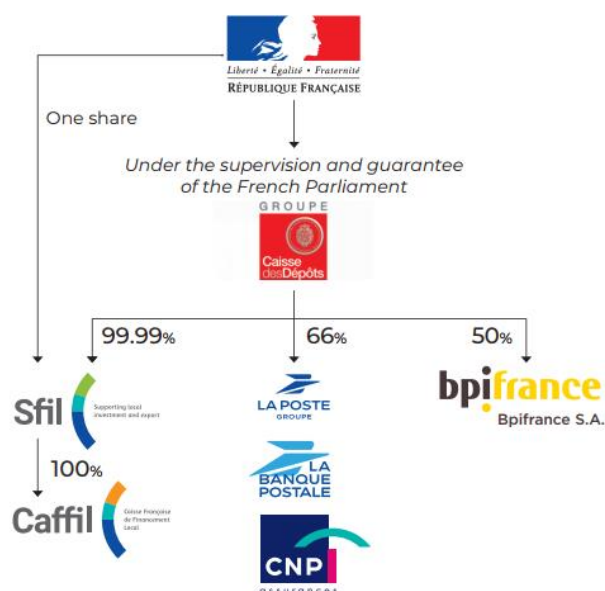 Liberté • Égalité • Fraternité
RÉPUBLIQUE FRANÇAISE
One share
Under the supervision and guarantee
of the French Parliament
GROUPE
Caisse
desDépôts
99.99%
66%
50%
Sfil
Supporting local
investment and export
LA POSTE
GROUPE
bpifrance
Bpifrance S.A.
100%
LA
BANQUE
POSTALE
Caffil
Caisse Française
de Financement
Local
CNP